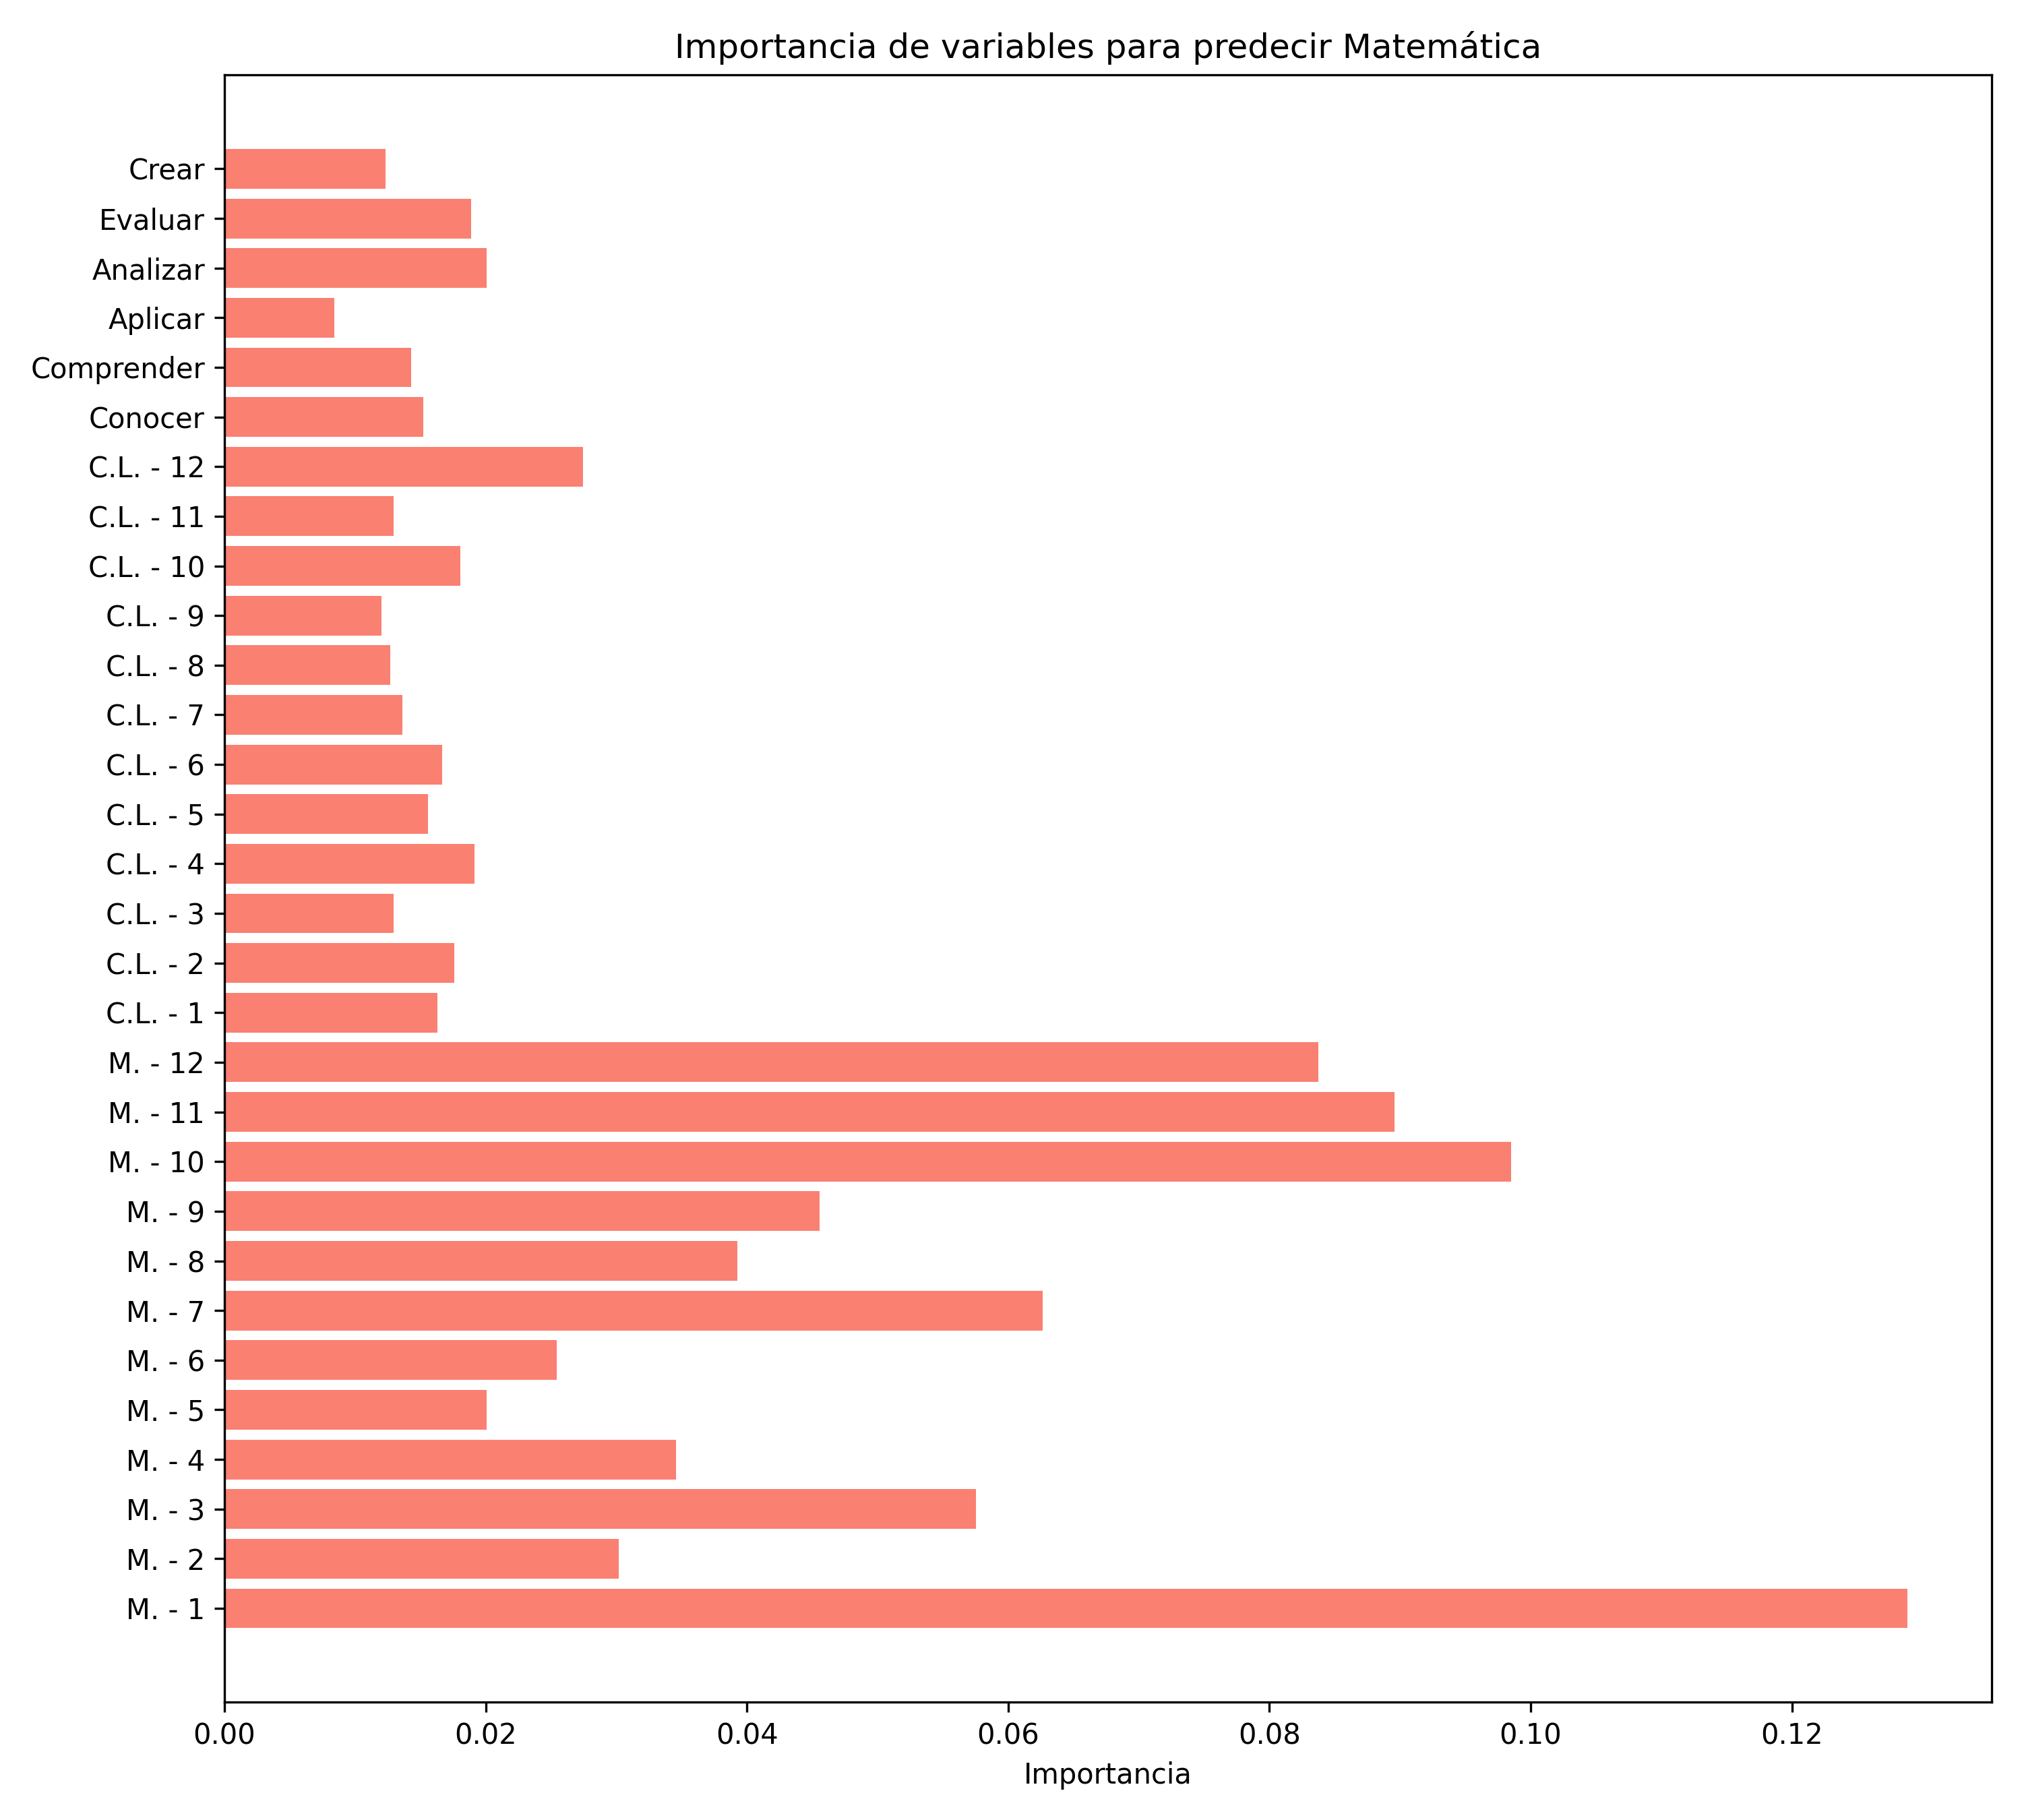 Importancia de variables para predecir Matemática
Crear
Evaluar
Analizar
Aplicar
Comprender
Conocer
C.L. - 12
C.L. - 11
C.L. - 10
C.L. - 9
C.L. - 8
C.L. - 7
C.L. - 6
C.L. - 5
C.L. - 4
C.L. - 3
C.L. - 2
C.L. - 1
M. - 12
M. - 11
M. - 10
M. - 9
M. - 8
M. - 7
M. - 6
M. - 5
M. - 4
M. - 3
M. - 2
M. - 1
0.00 0.02 0.04 0.06 0.08 0.10 0.12
Importancia